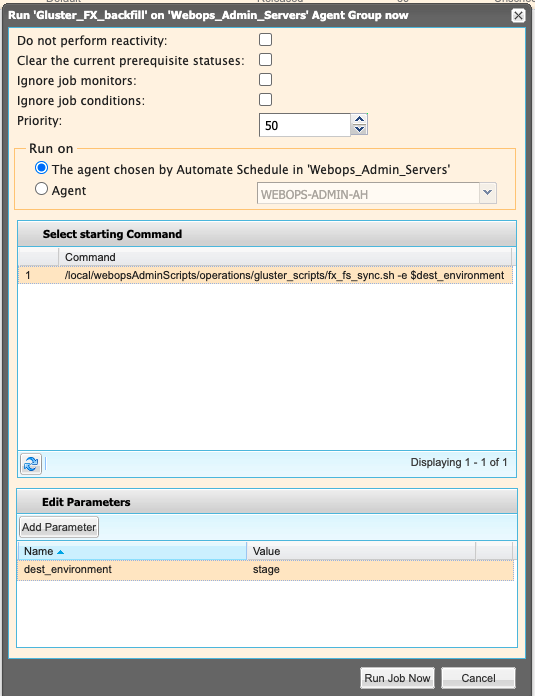 Run 'Gluster_FX_backfill' on 'Webops_Admin_Servers' Agent Group now
Do not perform reactivity:
Clear the current prerequisite statuses:
Ignore job monitors:
Ignore job conditions:
Priority:
50
Run on
The agent chosen by Automate Schedule in 'Webops_Admin_Servers'
Agent
WEBOPS-ADMIN-AH
Select starting Command
Command
1 /local/webopsAdminScripts/operations/gluster_scripts/fx_fs_sync.sh -e $dest_environment
Displaying 1 - 1 of 1
Edit Parameters
Add Parameter
Name Value
dest_environment stage
Run Job Now Cancel